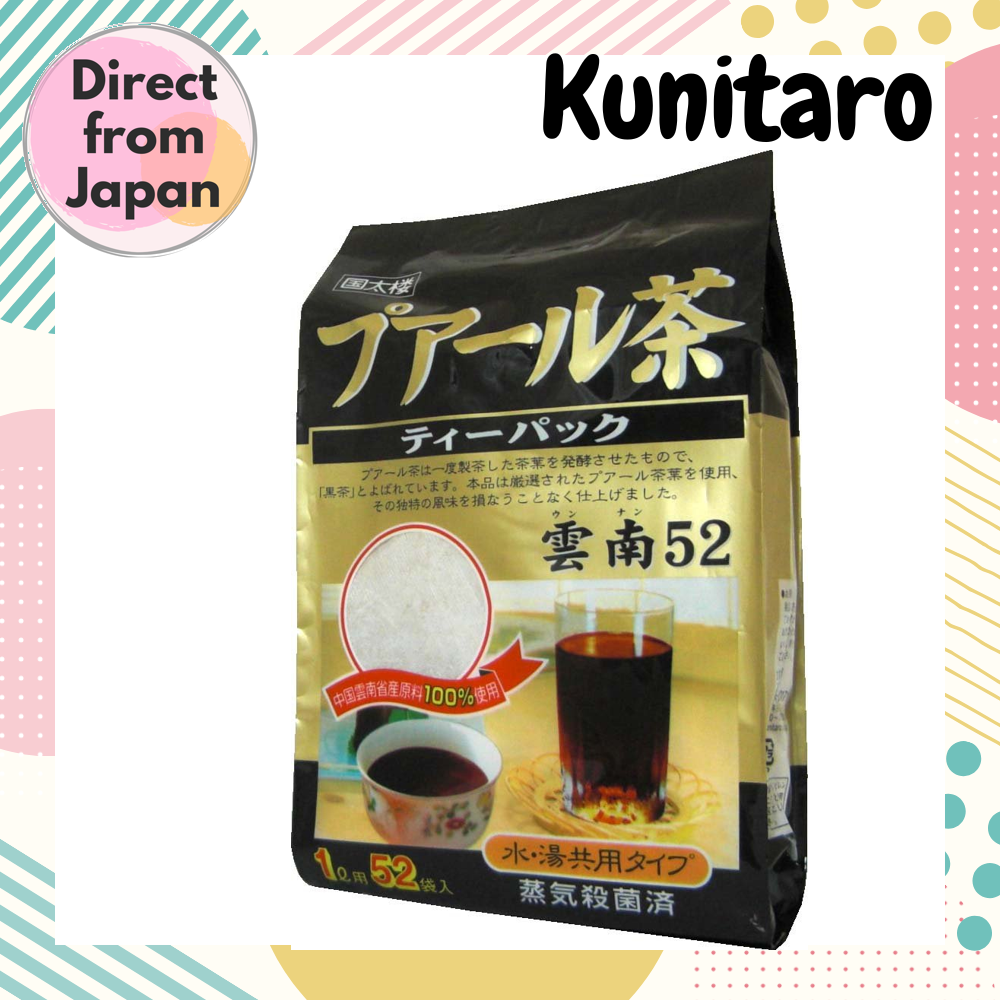 Direct
from
Japan
Kunitaro
国太楼
プアール茶
ティーパック
プアール茶は一度製茶した茶葉を発酵させたもので、
「黒茶」とよばれています。本品は厳選されたプアール茶葉を使用、
その独特の風味を損なうことなく仕上げました。
ウン ナン
雲南52
中国雲南省産原料100%使用
水・湯共用タイプ
1ℓ用52袋入
蒸気殺菌済